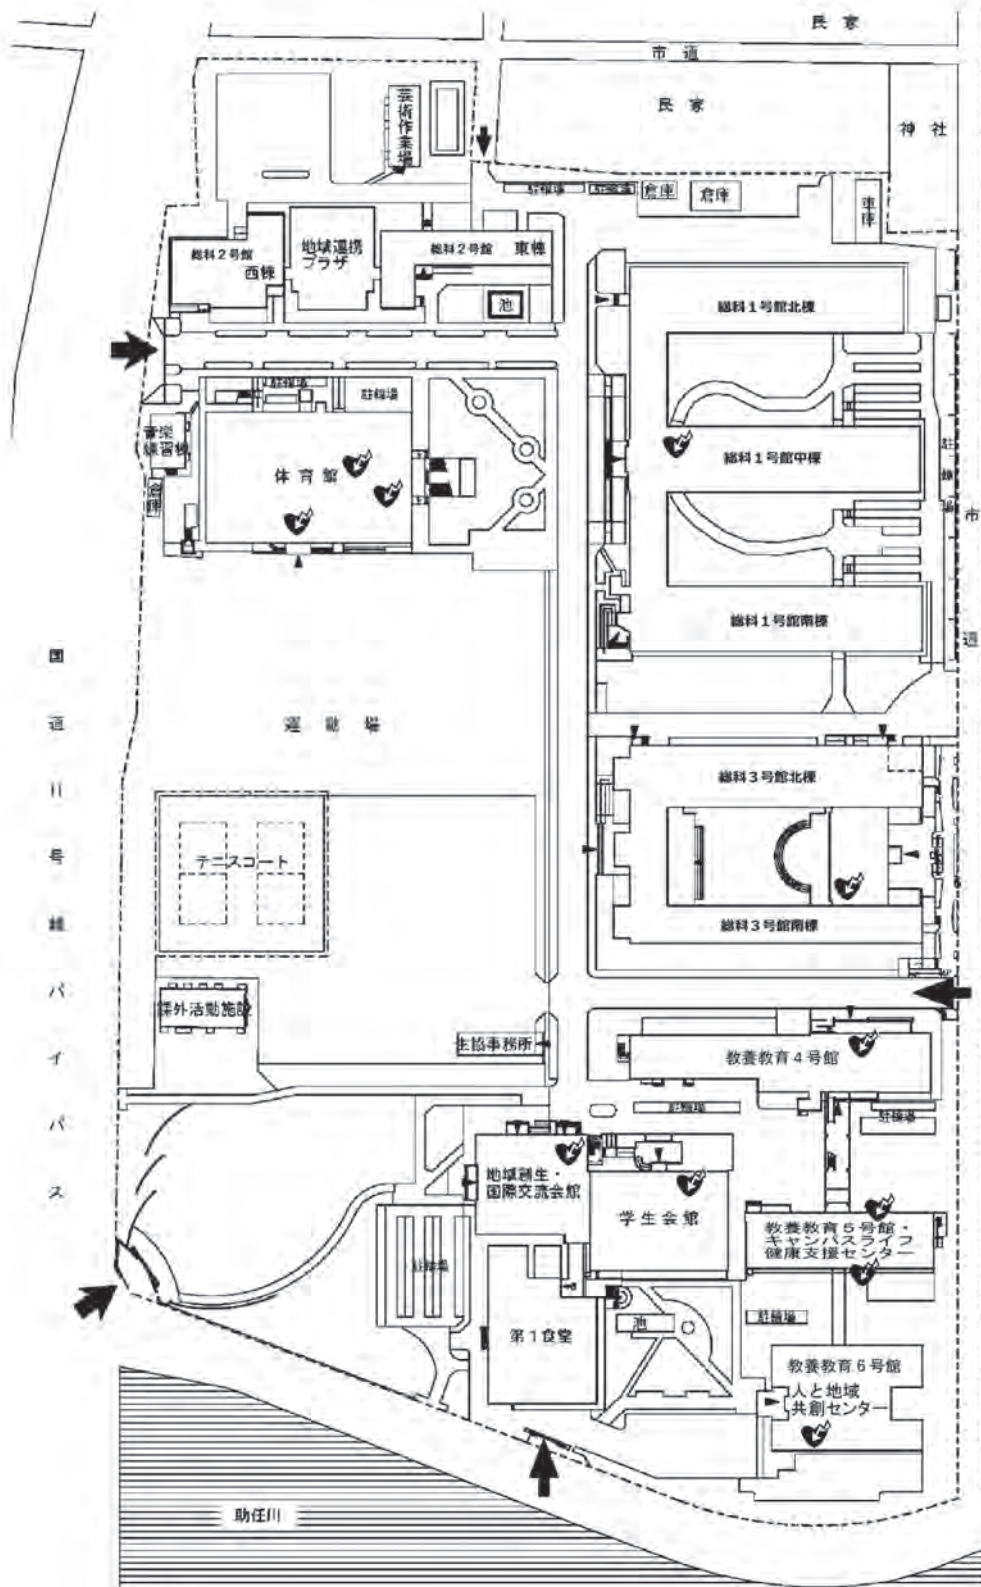 民家
市道
民家
神社
芸術作業場
駐輪場
駐輪場
倉庫
倉庫
車庫
総科2号館
西棟
地域連携
プラザ
総科2号館 東棟
池
総科1号館北棟
駐輪場
駐輪場
音楽
練習棟
倉庫
体育館
総科1号館中棟
駐輪場
市道
総科1号館南棟
国道11号線バイパス
運動場
総科3号館北棟
テニスコート
総科3号館南棟
課外活動施設
生協事務所
教養教育4号館
駐輪場
駐輪場
地域創生・
国際交流会館
学生会館
教養教育5号館・
キャンパスライフ
健康支援センター
駐輪場
第1食堂
池
駐輪場
教養教育6号館
人と地域
共創センター
助任川